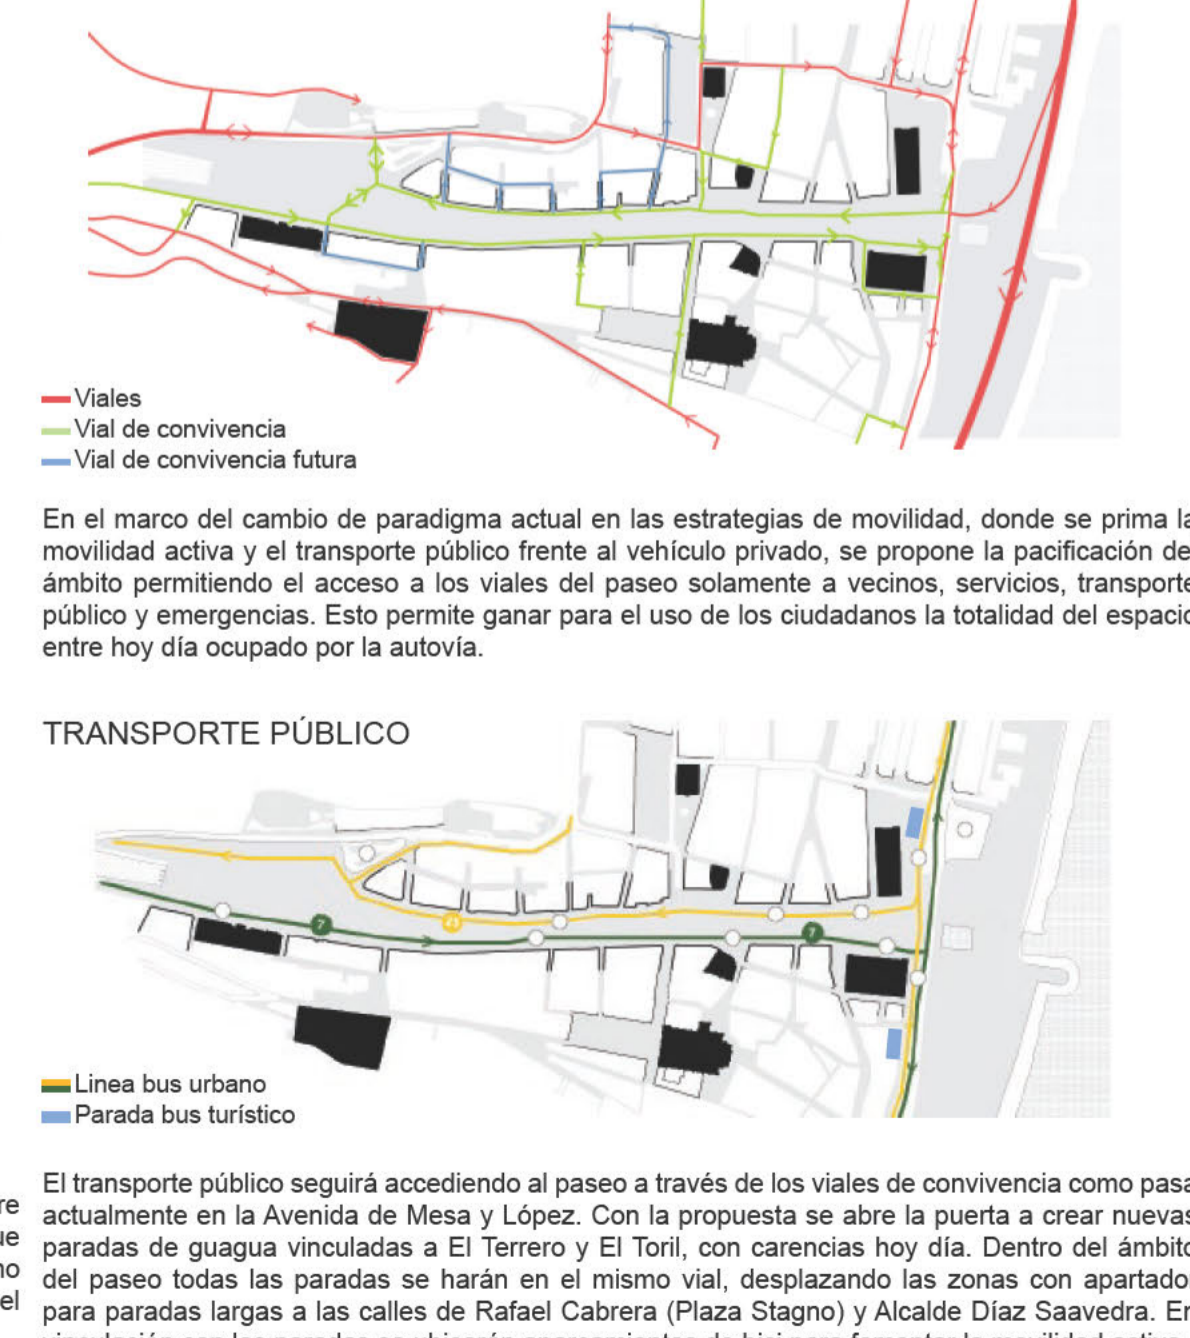 Viales
Vial de convivencia
Vial de convivencia futura
En el marco del cambio de paradigma actual en las estrategias de movilidad, donde se prima la
movilidad activa y el transporte público frente al vehículo privado, se propone la pacificación de
ámbito permitiendo el acceso a los viales del paseo solamente a vecinos, servicios, transporte
público y emergencias. Esto permite ganar para el uso de los ciudadanos la totalidad del espacio
entre hoy día ocupado por la autovía.
TRANSPORTE PÚBLICO
7
7
Linea bus urbano
Parada bus turístico
El transporte público seguirá accediendo al paseo a través de los viales de convivencia como pasa
actualmente en la Avenida de Mesa y López. Con la propuesta se abre la puerta a crear nuevas
paradas de guagua vinculadas a El Terrero y El Toril, con carencias hoy día. Dentro del ámbito
del paseo todas las paradas se harán en el mismo vial, desplazando las zonas con apartado
para paradas largas a las calles de Rafael Cabrera (Plaza Stagno) y Alcalde Díaz Saavedra. En